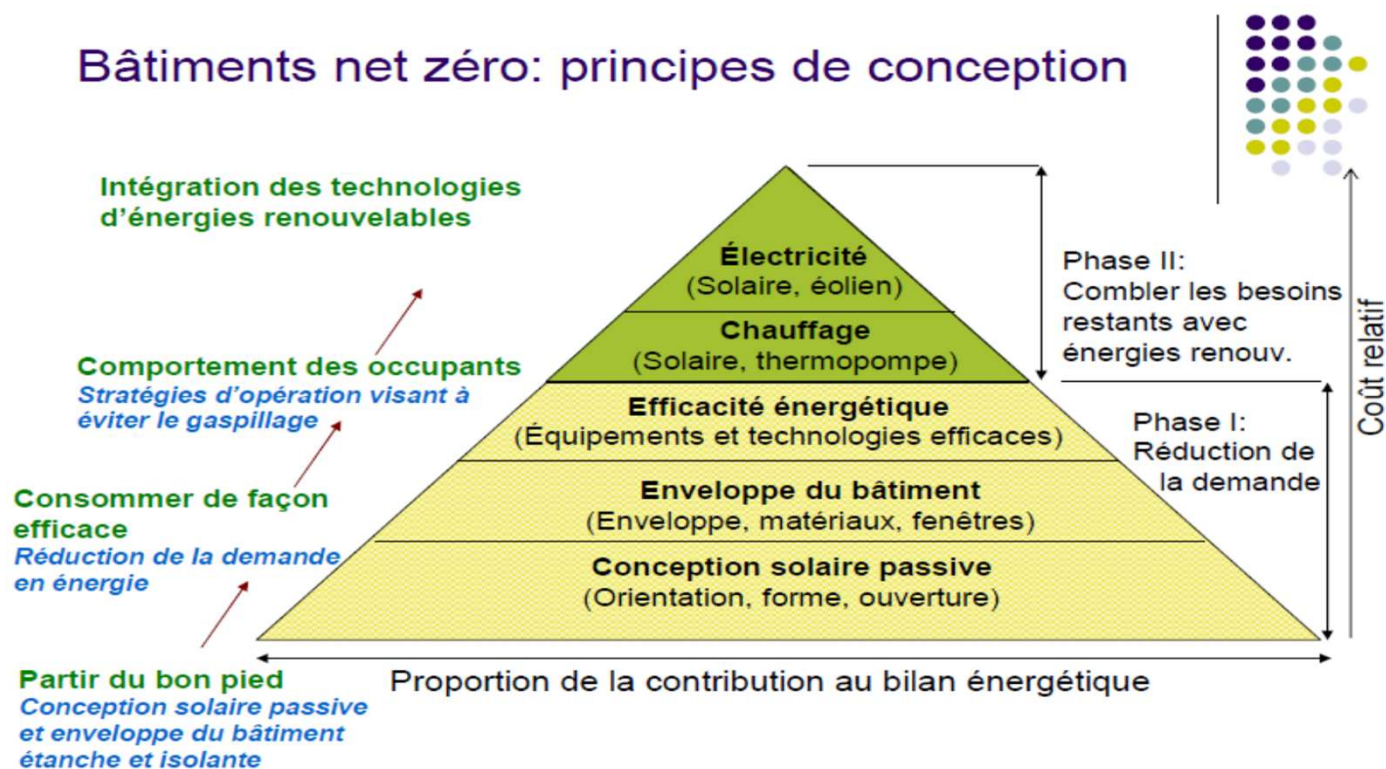 Bâtiments net zéro: principes de conception
Intégration des technologies
d'énergies renouvelables
Comportement des occupants
Stratégies d'opération visant à
éviter le gaspillage
Consommer de façon
efficace
Réduction de la demande
en énergie
Partir du bon pied
Conception solaire passive
et enveloppe du bâtiment
étanche et isolante
Électricité
(Solaire, éolien)
Chauffage
(Solaire, thermopompe)
Efficacité énergétique
(Équipements et technologies efficaces)
Enveloppe du bâtiment
(Enveloppe, matériaux, fenêtres)
Conception solaire passive
(Orientation, forme, ouverture)
Proportion de la contribution au bilan énergétique
Phase II:
Combler les besoins
restants avec
énergies renouv.
Phase I:
Réduction de
la demande
Coût relatif